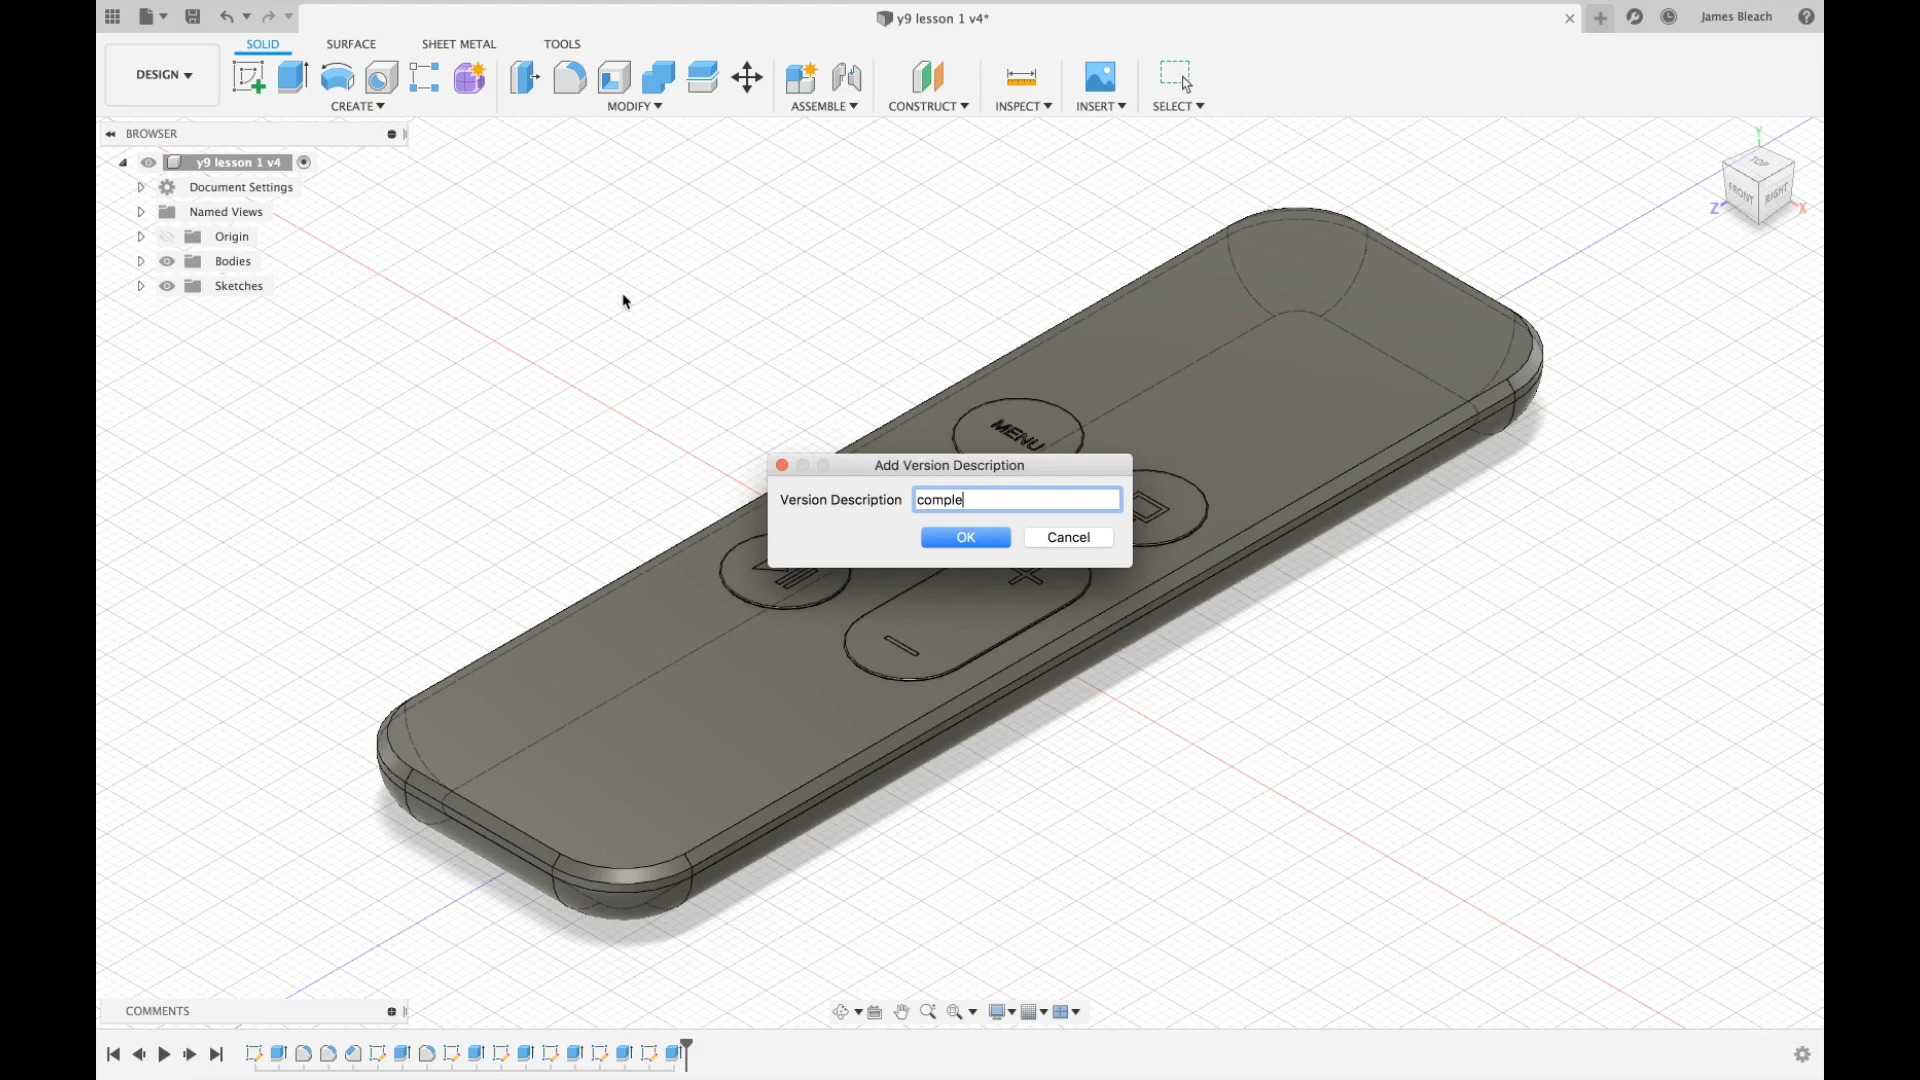 y9 lesson 1 v4*
James Bleach
SOLID
SURFACE
SHEET METAL
TOOLS
DESIGN
CREATE
MODIFY
ASSEMBLE
CONSTRUCT
INSPECT
INSERT
SELECT
BROWSER
y9 lesson 1 v4
Document Settings
Named Views
Origin
Bodies
Sketches
Y
TOP
FRONT
RIGHT
Z
X
MENU
Add Version Description
Version Description comple
OK Cancel
COMMENTS